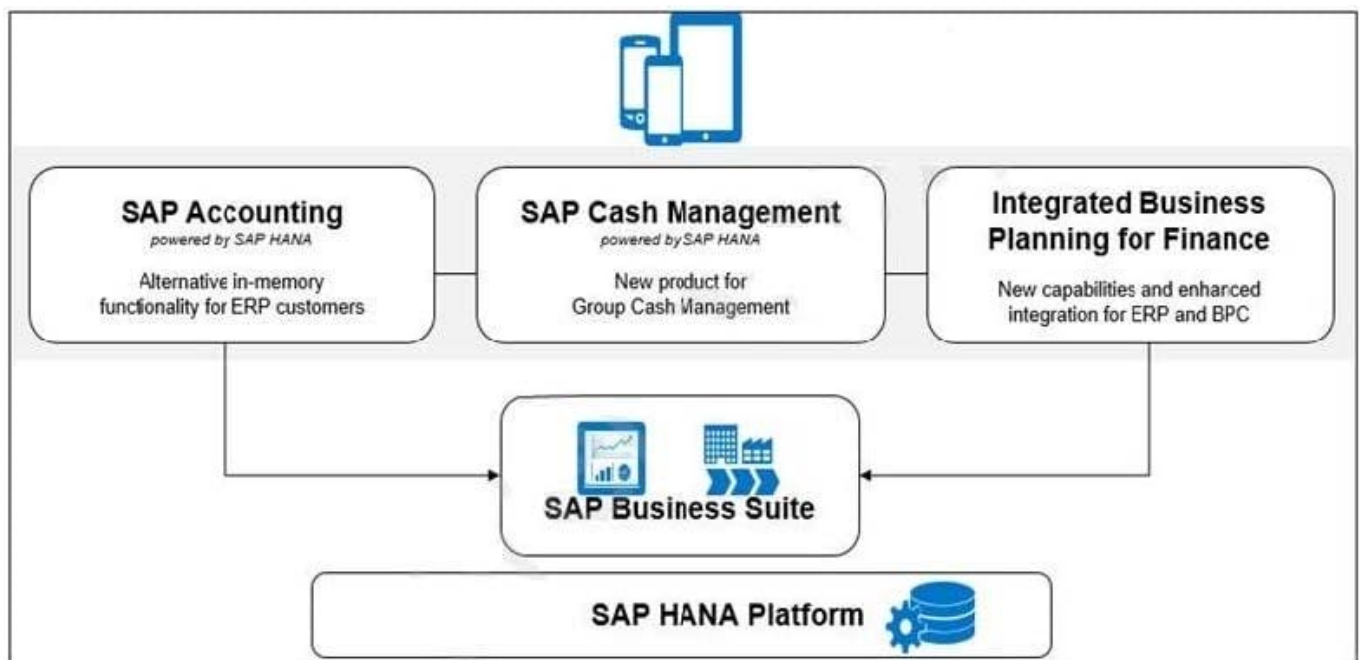 SAP Accounting
powered by SAP HANA
Alternative in-memory
functionality for ERP customers
SAP Cash Management
powered by SAP HANA
New product for
Group Cash Management
Integrated Business
Planning for Finance
New capabilities and enhanced
integration for ERP and BPC
SAP Business Suite
SAP HANA Platform